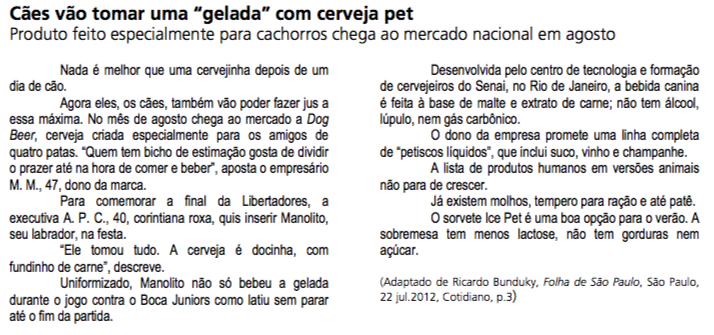 Cães vão tomar uma “gelada” com cerveja pet
Produto feito especialmente para cachorros chega ao mercado nacional em agosto
Nada é melhor que uma cervejinha depois de um
dia de cão.
Agora eles, os cães, também vão poder fazer jus a
essa máxima. No mês de agosto chega ao mercado a Dog
Beer, cerveja criada especialmente para os amigos de
quatro patas. “Quem tem bicho de estimação gosta de dividir
o prazer até na hora de comer e beber”, aposta o empresário
M. M., 47, dono da marca.
Para comemorar a final da Libertadores, a
executiva A. P. C., 40, corintiana roxa, quis inserir Manolito,
seu labrador, na festa.
“Ele tomou tudo. A cerveja é docinha, com
fundinho de carne”, descreve.
Uniformizado, Manolito não só bebeu a gelada
durante o jogo contra o Boca Juniors como latiu sem parar
até o fim da partida.
Desenvolvida pelo centro de tecnologia e formação
de cervejeiros do Senai, no Rio de Janeiro, a bebida canina
é feita à base de malte e extrato de carne; não tem álcool,
lúpulo, nem gás carbônico.
O dono da empresa promete uma linha completa
de “petiscos líquidos”, que inclui suco, vinho e champanhe.
A lista de produtos humanos em versões animais
não para de crescer.
Já existem molhos, tempero para ração e até patê.
O sorvete Ice Pet é uma boa opção para o verão. A
sobremesa tem menos lactose, não tem gorduras nem
açúcar.
(Adaptado de Ricardo Bunduky, Folha de São Paulo, São Paulo,
22 jul.2012, Cotidiano, p.3)